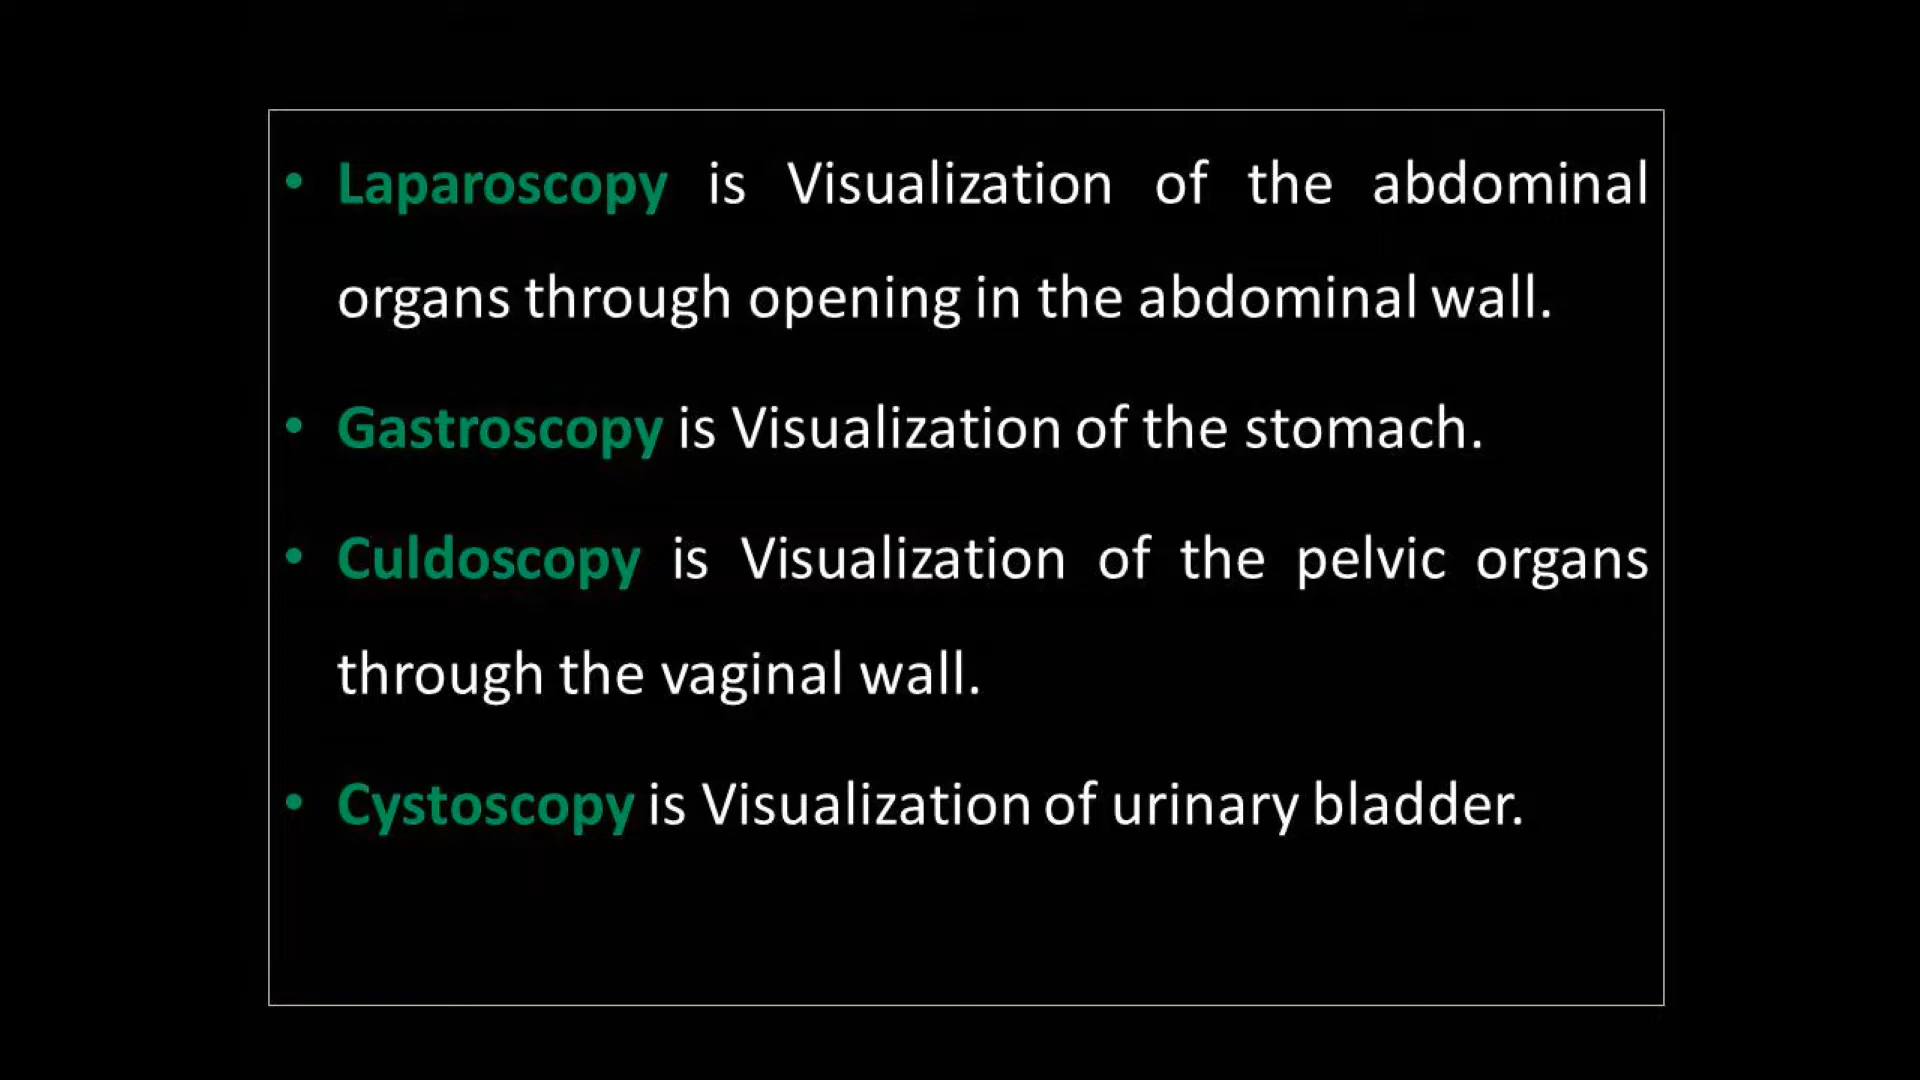 • Laparoscopy is Visualization of the abdominal
organs through opening in the abdominal wall.
• Gastroscopy is Visualization of the stomach.
• Culdoscopy is Visualization of the pelvic organs
through the vaginal wall.
• Cystoscopy is Visualization of urinary bladder.